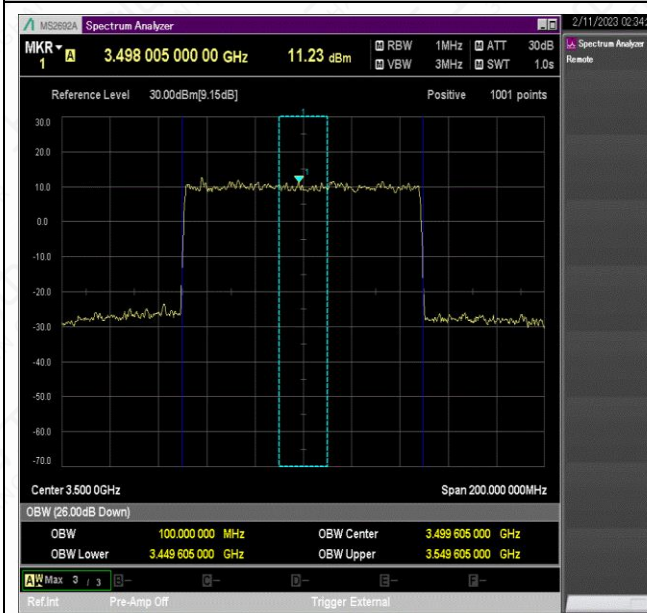 MS2692A Spectrum Analyzer
2/11/2023 02:34:
MKR 1 A 3.498 005 000 00 GHz 11.23 dBm
M RBW 1MHz M ATT 30dB
M VBW 3MHz M SWT 1.0s
Spectrum Analyzer
Remote
Reference Level 30.00dBm[9.15dB] Positive 1001 points
1
30.0
20.0
10.0
1
0.0
-10.0
-20.0
-30.0
-40.0
-50.0
-60.0
-70.0
Center 3.500 0GHz Span 200.000 000MHz
OBW (26.00dB Down)
OBW 100.000 000 MHz OBW Center 3.499 605 000 GHz
OBW Lower 3.449 605 000 GHz OBW Upper 3.549 605 000 GHz
A W Max 3 / 3 B- C- D- E- F-
Ref.Int Pre-Amp Off Trigger External